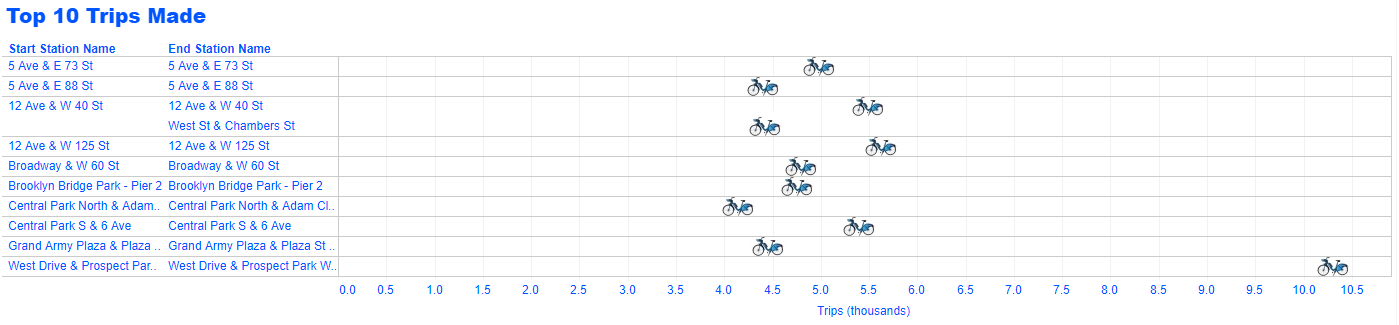 Top 10 Trips Made
Start Station Name End Station Name
5 Ave & E 73 St 5 Ave & E 73 St
5 Ave & E 88 St 5 Ave & E 88 St
12 Ave & W 40 St 12 Ave & W 40 St
West St & Chambers St
12 Ave & W 125 St 12 Ave & W 125 St
Broadway & W 60 St Broadway & W 60 St
Brooklyn Bridge Park - Pier 2 Brooklyn Bridge Park - Pier 2
Central Park North & Adam.. Central Park North & Adam Cl..
Central Park S & 6 Ave Central Park S & 6 Ave
Grand Army Plaza & Plaza .. Grand Army Plaza & Plaza St ..
West Drive & Prospect Par.. West Drive & Prospect Park W..
0.0 0.5 1.0 1.5 2.0 2.5 3.0 3.5 4.0 4.5 5.0 5.5 6.0 6.5 7.0 7.5 8.0 8.5 9.0 9.5 10.0 10.5
Trips (thousands)